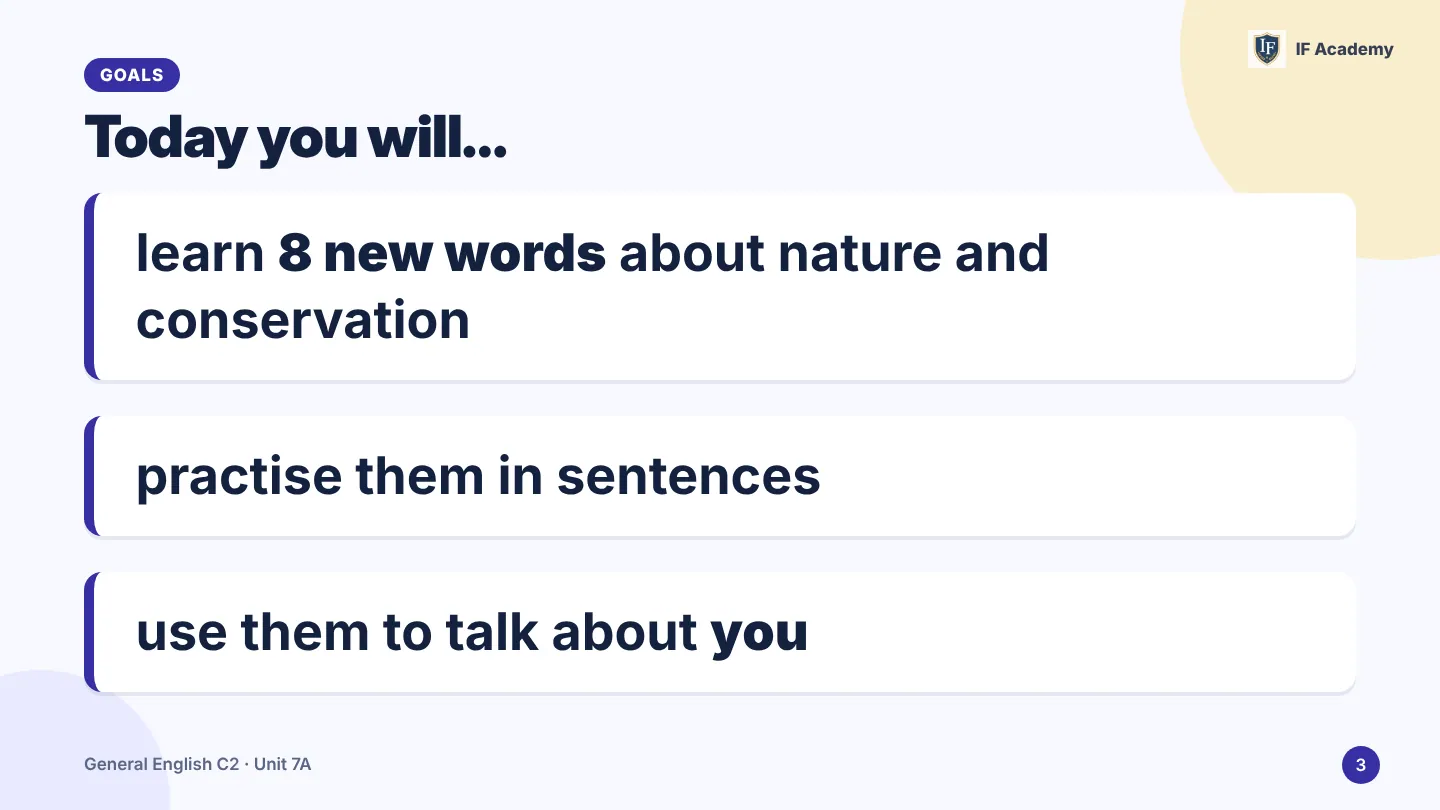 IF
IF Academy
GOALS
Today you will...
learn 8 new words about nature and
conservation
practise them in sentences
use them to talk about you
General English C2 · Unit 7A
3